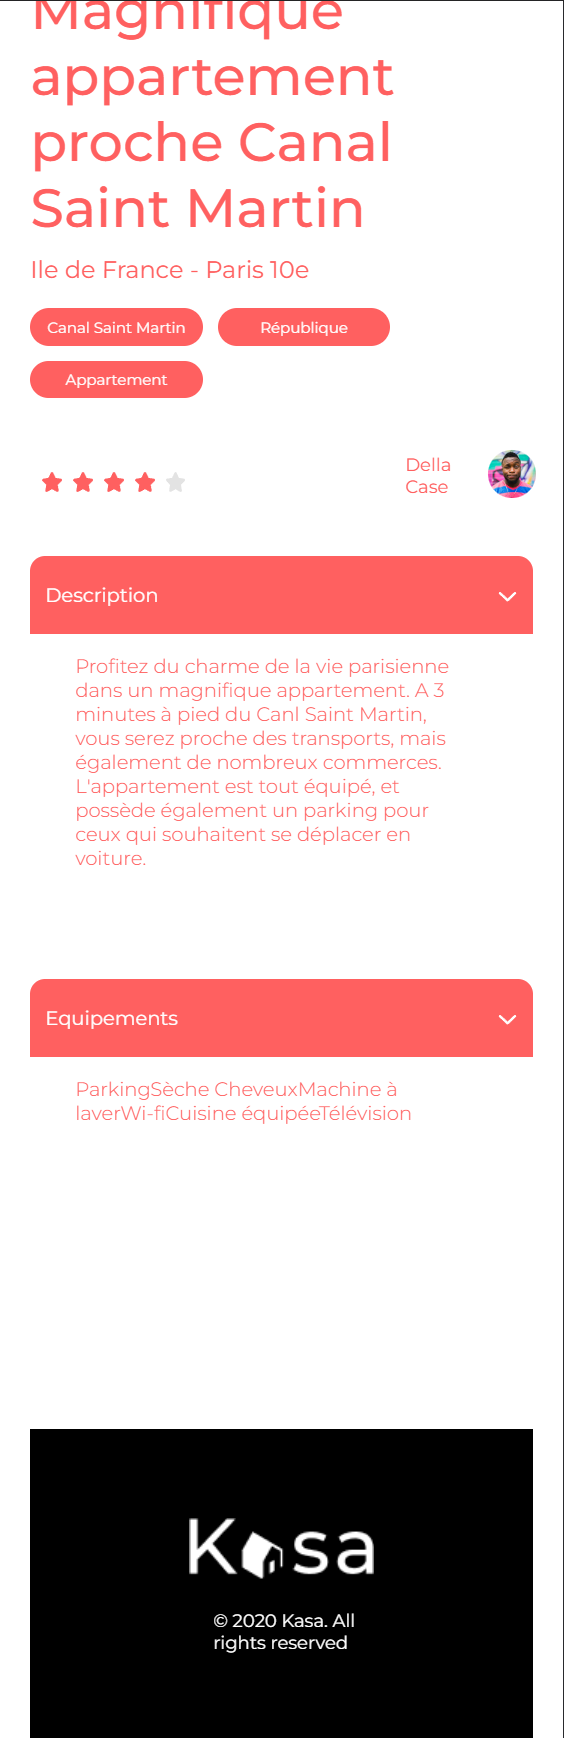 Magnifique
appartement
proche Canal
Saint Martin
Ile de France - Paris 10e
Canal Saint Martin
République
Appartement
Della
Case
Description
Profitez du charme de la vie parisienne
dans un magnifique appartement. A 3
minutes à pied du Canl Saint Martin,
vous serez proche des transports, mais
également de nombreux commerces.
L'appartement est tout équipé, et
possède également un parking pour
ceux qui souhaitent se déplacer en
voiture.
Equipements
ParkingSèche CheveuxMachine à
laverWi-fiCuisine équipéeTélévision
Kasa
© 2020 Kasa. All
rights reserved